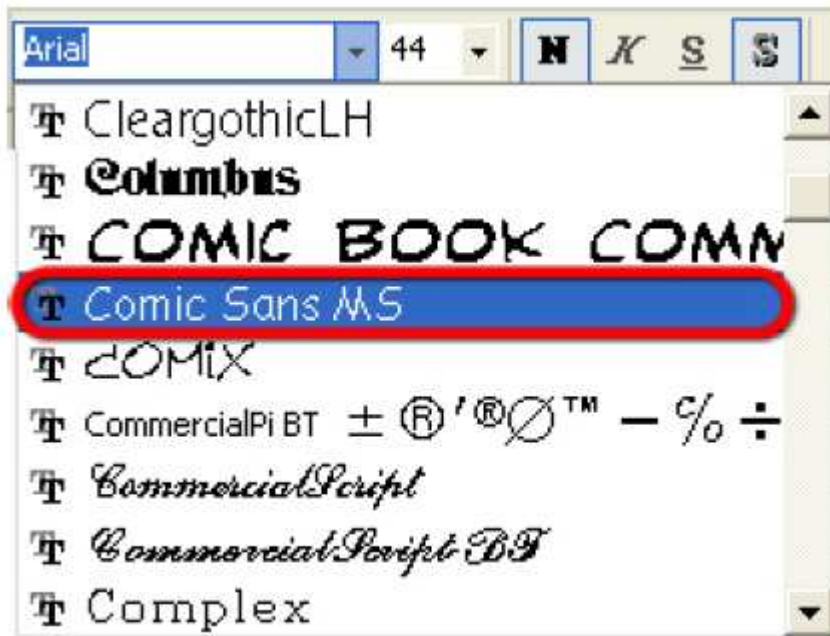 Arial 44 N K S S
CleargothicLH
Columbus
COMIC BOOK COMM
Comic Sans MS
COMiX
CommercialPi BT ± ® ′ ® ∅ ™ — % ÷
CommercialScript
CommercialScript BT
Complex